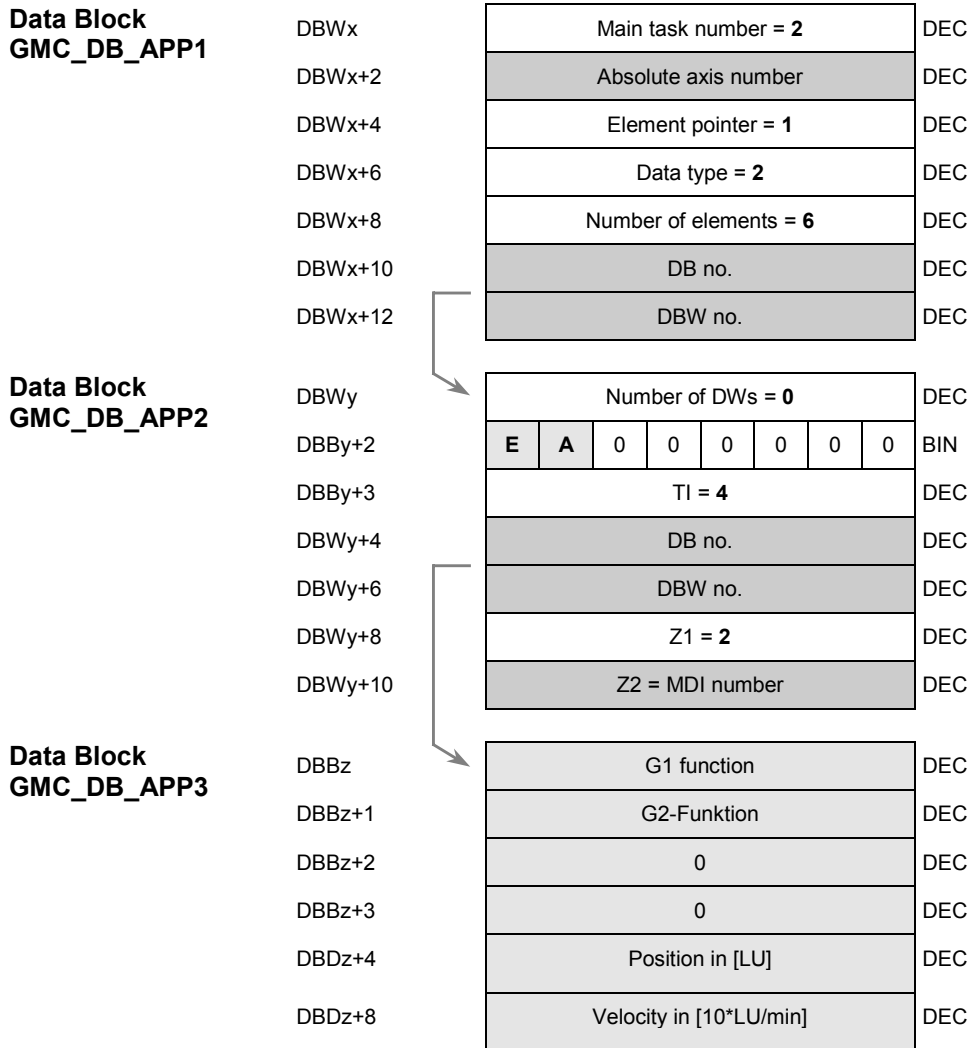 Data Block
GMC_DB_APP1
DBWx Main task number = 2 DEC
DBWx+2 Absolute axis number DEC
DBWx+4 Element pointer = 1 DEC
DBWx+6 Data type = 2 DEC
DBWx+8 Number of elements = 6 DEC
DBWx+10 DB no. DEC
DBWx+12 DBW no. DEC
Data Block
GMC_DB_APP2
DBWy Number of DWs = 0 DEC
DBBy+2 E A 0 0 0 0 0 0 BIN
DBBy+3 TI = 4 DEC
DBWy+4 DB no. DEC
DBWy+6 DBW no. DEC
DBWy+8 Z1 = 2 DEC
DBWy+10 Z2 = MDI number DEC
Data Block
GMC_DB_APP3
DBBz G1 function DEC
DBBz+1 G2-Funktion DEC
DBBz+2 0 DEC
DBBz+3 0 DEC
DBDz+4 Position in [LU] DEC
DBDz+8 Velocity in [10*LU/min] DEC